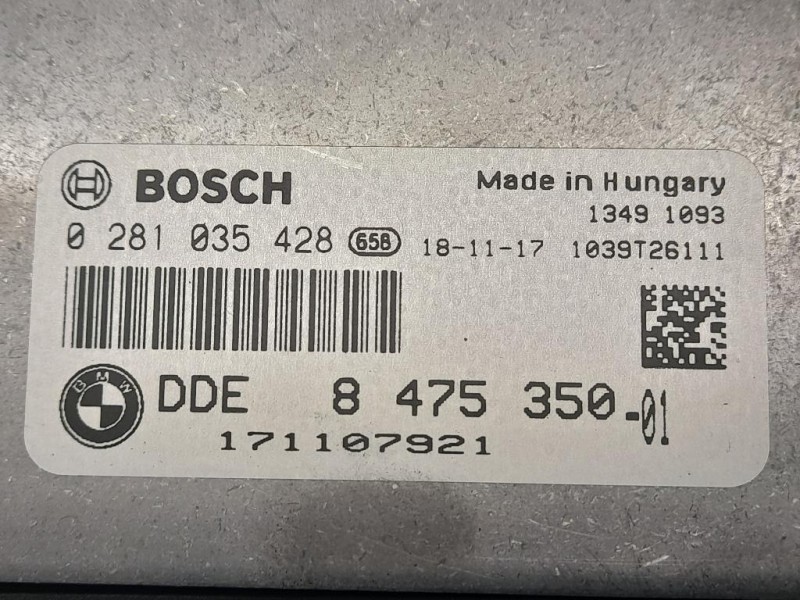 BOSCH
Made in Hungary
1349 1093
0 281 035 428 658 18-11-17 1039T26111
BMW DDE 8 475 350-01
171107921